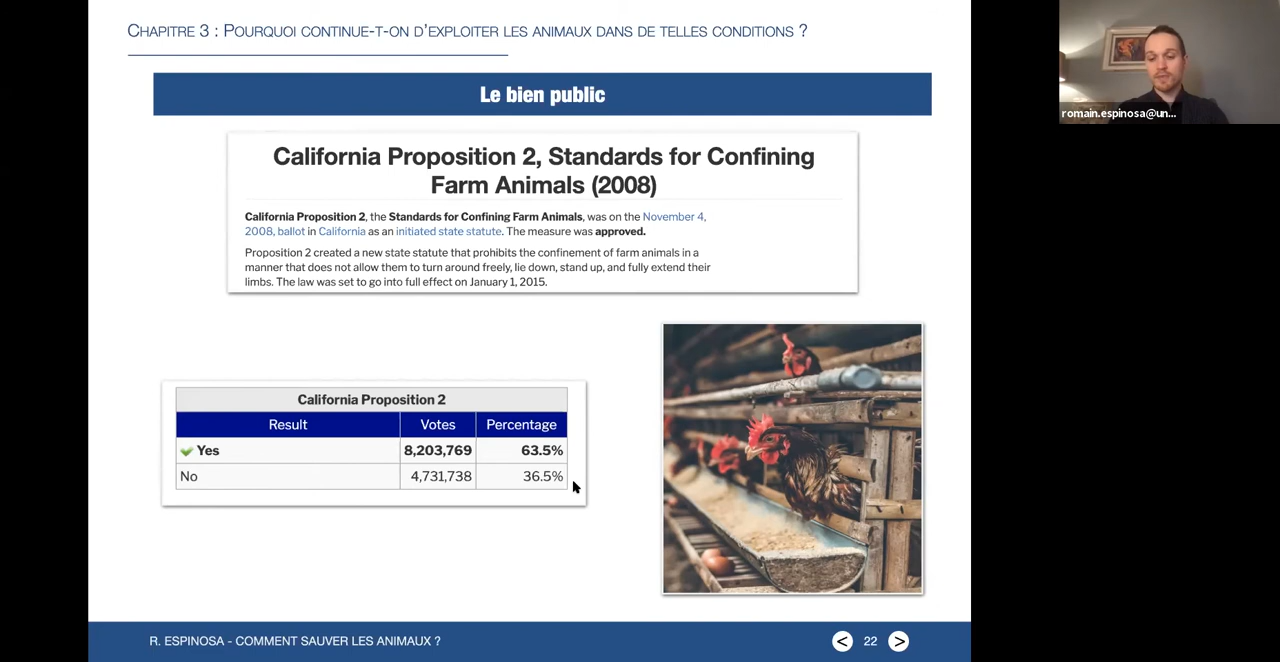 CHAPITRE 3 : POURQUOI CONTINUE-T-ON D'EXPLOITER LES ANIMAUX DANS DE TELLES CONDITIONS ?
Le bien public
California Proposition 2, Standards for Confining
Farm Animals (2008)
California Proposition 2, the Standards for Confining Farm Animals, was on the November 4,
2008, ballot in California as an initiated state statute. The measure was approved.
Proposition 2 created a new state statute that prohibits the confinement of farm animals in a
manner that does not allow them to turn around freely, lie down, stand up, and fully extend their
limbs. The law was set to go into full effect on January 1, 2015.
California Proposition 2
Result Votes Percentage
Yes 8,203,769 63.5%
No 4,731,738 36.5%
R. ESPINOSA - COMMENT SAUVER LES ANIMAUX ?
< 22 >
romain.espinosa@un...